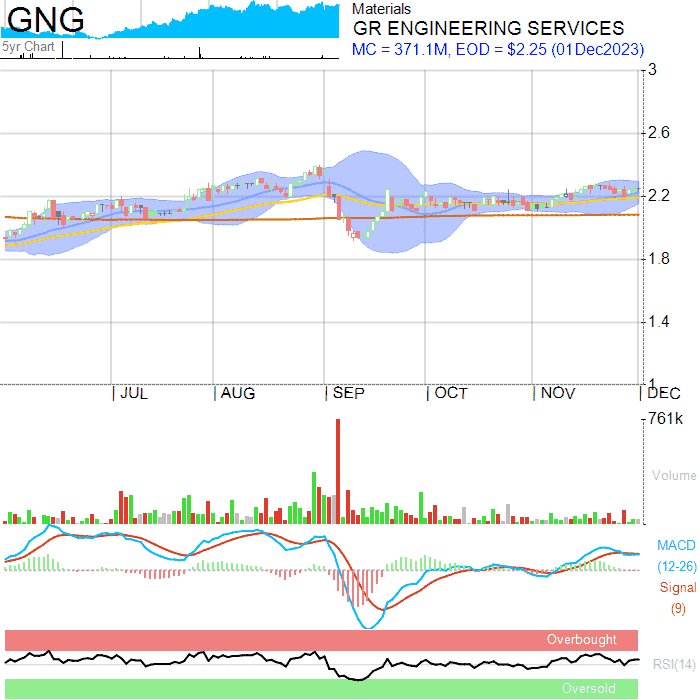 GNG
5yr Chart
Materials
GR ENGINEERING SERVICES
MC = 371.1M, EOD = $2.25 (01Dec2023)
3
2.6
2.2
1.8
1.4
1
JUL AUG SEP OCT NOV DEC
761k
Volume
MACD
(12-26)
Signal
(9)
Overbought
RSI(14)
Oversold